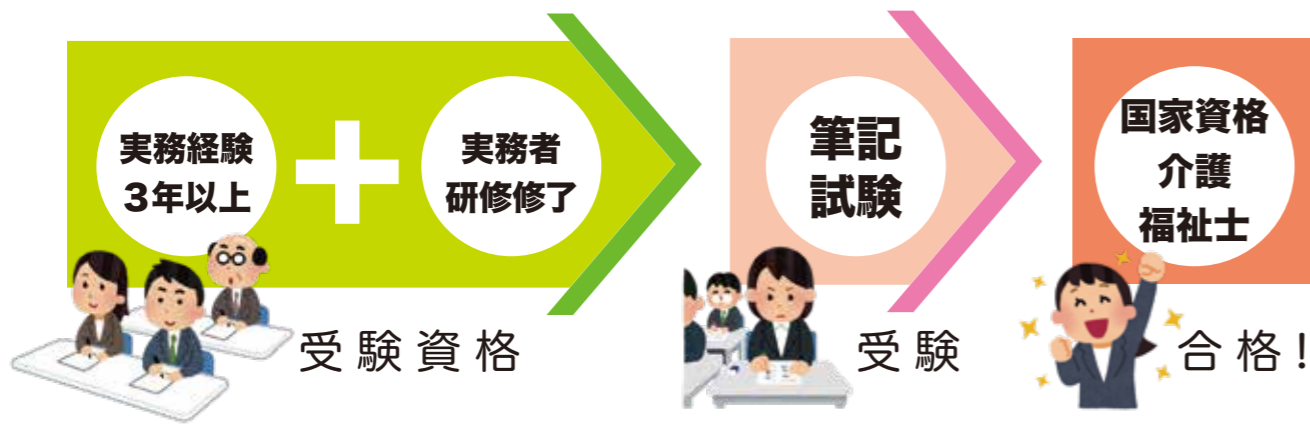 実務経験
3年以上
+
実務者
研修修了
受験資格
筆記
試験
受験
国家資格
介護
福祉士
合格!